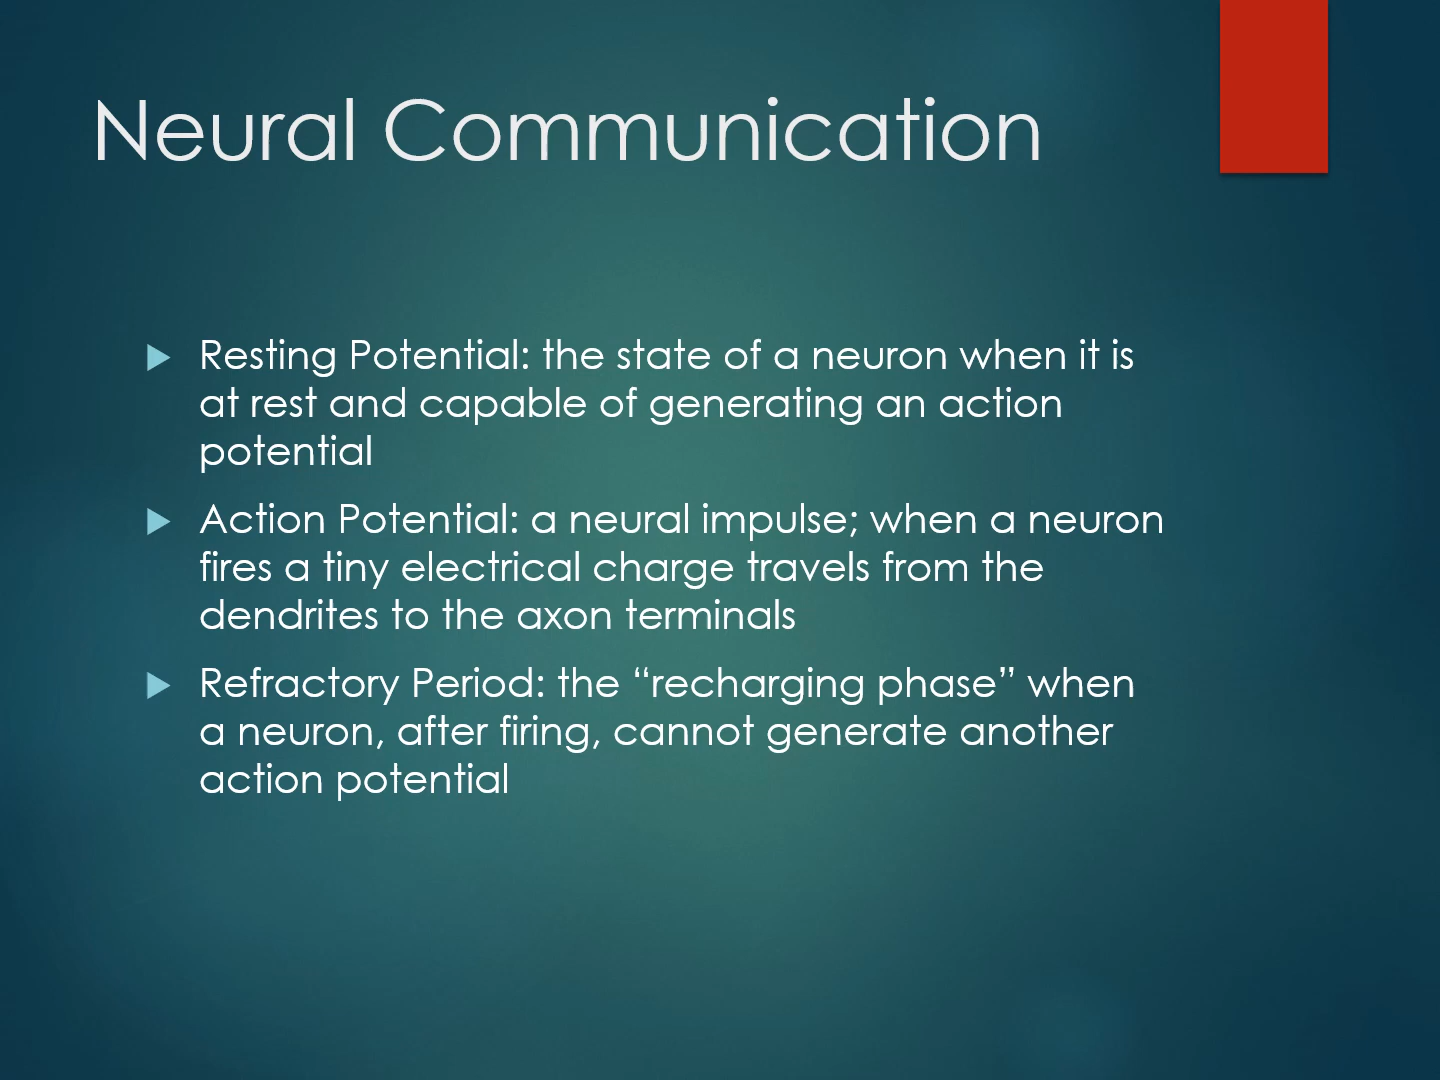 Neural Communication
Resting Potential: the state of a neuron when it is
at rest and capable of generating an action
potential
Action Potential: a neural impulse; when a neuron
fires a tiny electrical charge travels from the
dendrites to the axon terminals
Refractory Period: the “recharging phase” when
a neuron, after firing, cannot generate another
action potential